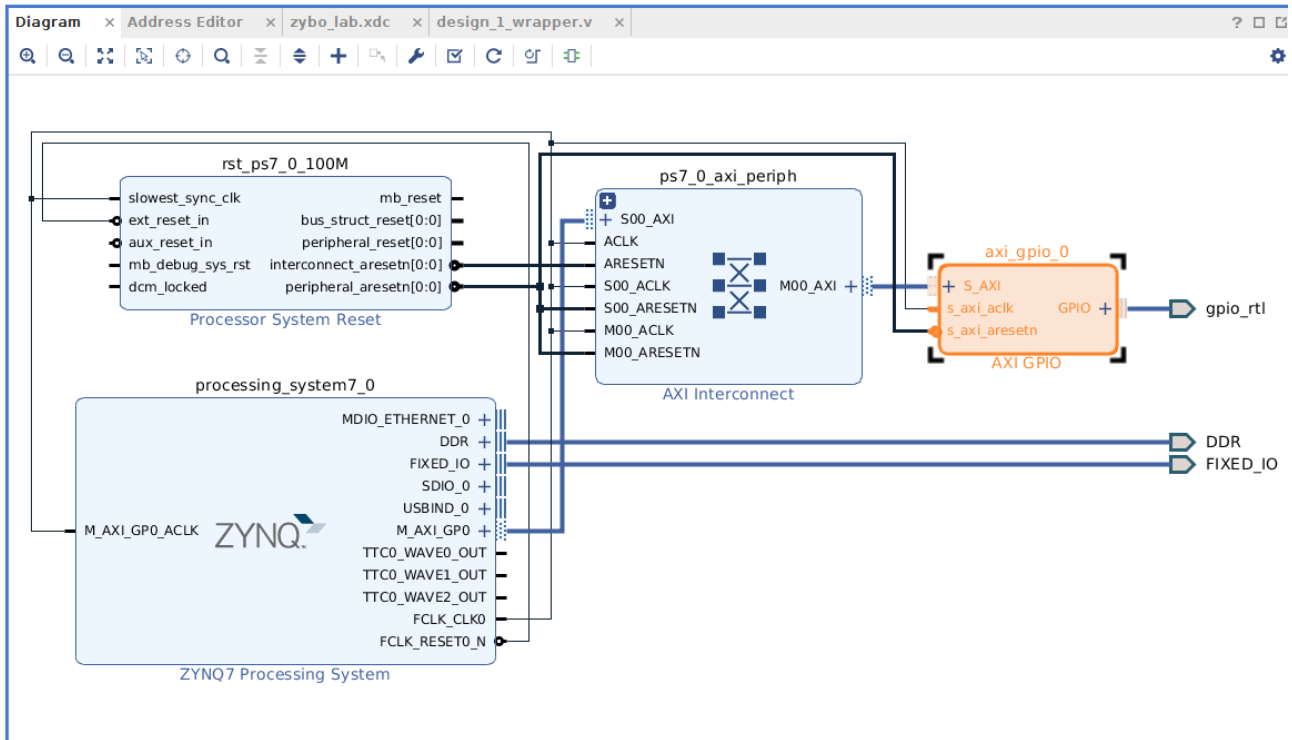 Diagram × Address Editor × zybo_lab.xdc × design_1_wrapper.v × ?
rst_ps7_0_100M
slowest_sync_clk mb_reset
ext_reset_in bus_struct_reset[0:0]
aux_reset_in peripheral_reset[0:0]
mb_debug_sys_rst interconnect_aresetn[0:0]
dcm_locked peripheral_aresetn[0:0]
Processor System Reset
ps7_0_axi_periph
S00_AXI
ACLK
ARESETN
S00_ACLK M00_AXI
S00_ARESETN
M00_ACLK
M00_ARESETN
AXI Interconnect
axi_gpio_0
S_AXI
s_axi_aclk GPIO
s_axi_aresetn
AXI GPIO
gpio_rtl
processing_system7_0
MDIO_ETHERNET_0
DDR
FIXED_IO
SDIO_0
USBIND_0
M_AXI_GP0_ACLK ZYNQ M_AXI_GP0
TTC0_WAVE0_OUT
TTC0_WAVE1_OUT
TTC0_WAVE2_OUT
FCLK_CLK0
FCLK_RESET0_N
ZYNQ7 Processing System
DDR
FIXED_IO